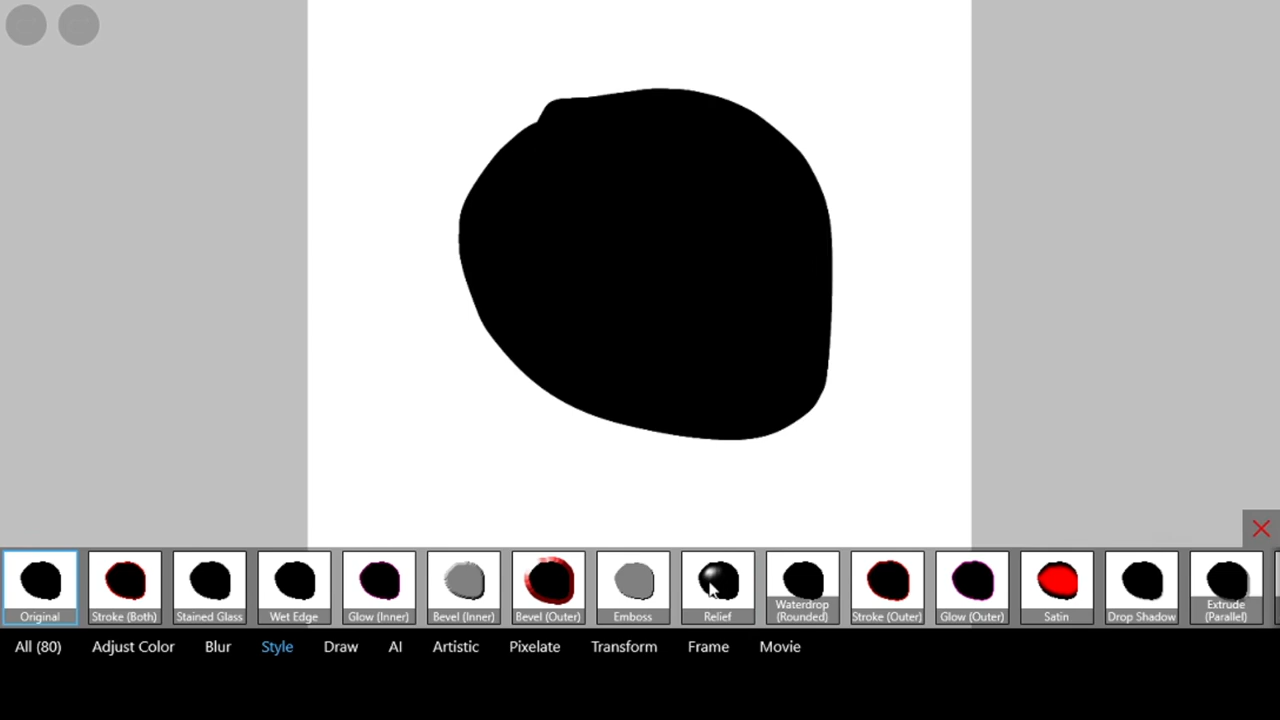 Original
Stroke (Both)
Stained Glass
Wet Edge
Glow (Inner)
Bevel (Inner)
Bevel (Outer)
Emboss
Relief
Waterdrop
(Rounded)
Stroke (Outer)
Glow (Outer)
Satin
Drop Shadow
Extrude
(Parallel)
All (80)
Adjust Color
Blur
Style
Draw
AI
Artistic
Pixelate
Transform
Frame
Movie